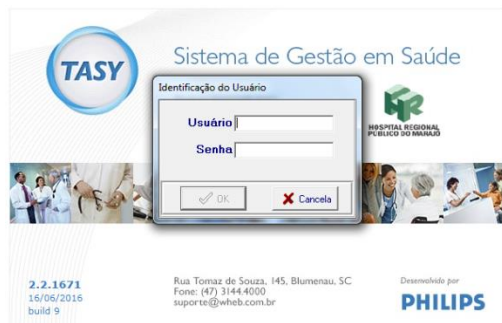 TASY
Sistema de Gestão em Saúde
Identificação do Usuário
Usuário
Senha
HOSPITAL REGIONAL
PÚBLICO DO MARAJÓ
OK
Cancela
2.2.1671
16/06/2016
build 9
Rua Tomaz de Souza, 145, Blumenau, SC
Fone: (47) 3144.4000
suporte@wheb.com.br
Desenvolvido por
PHILIPS